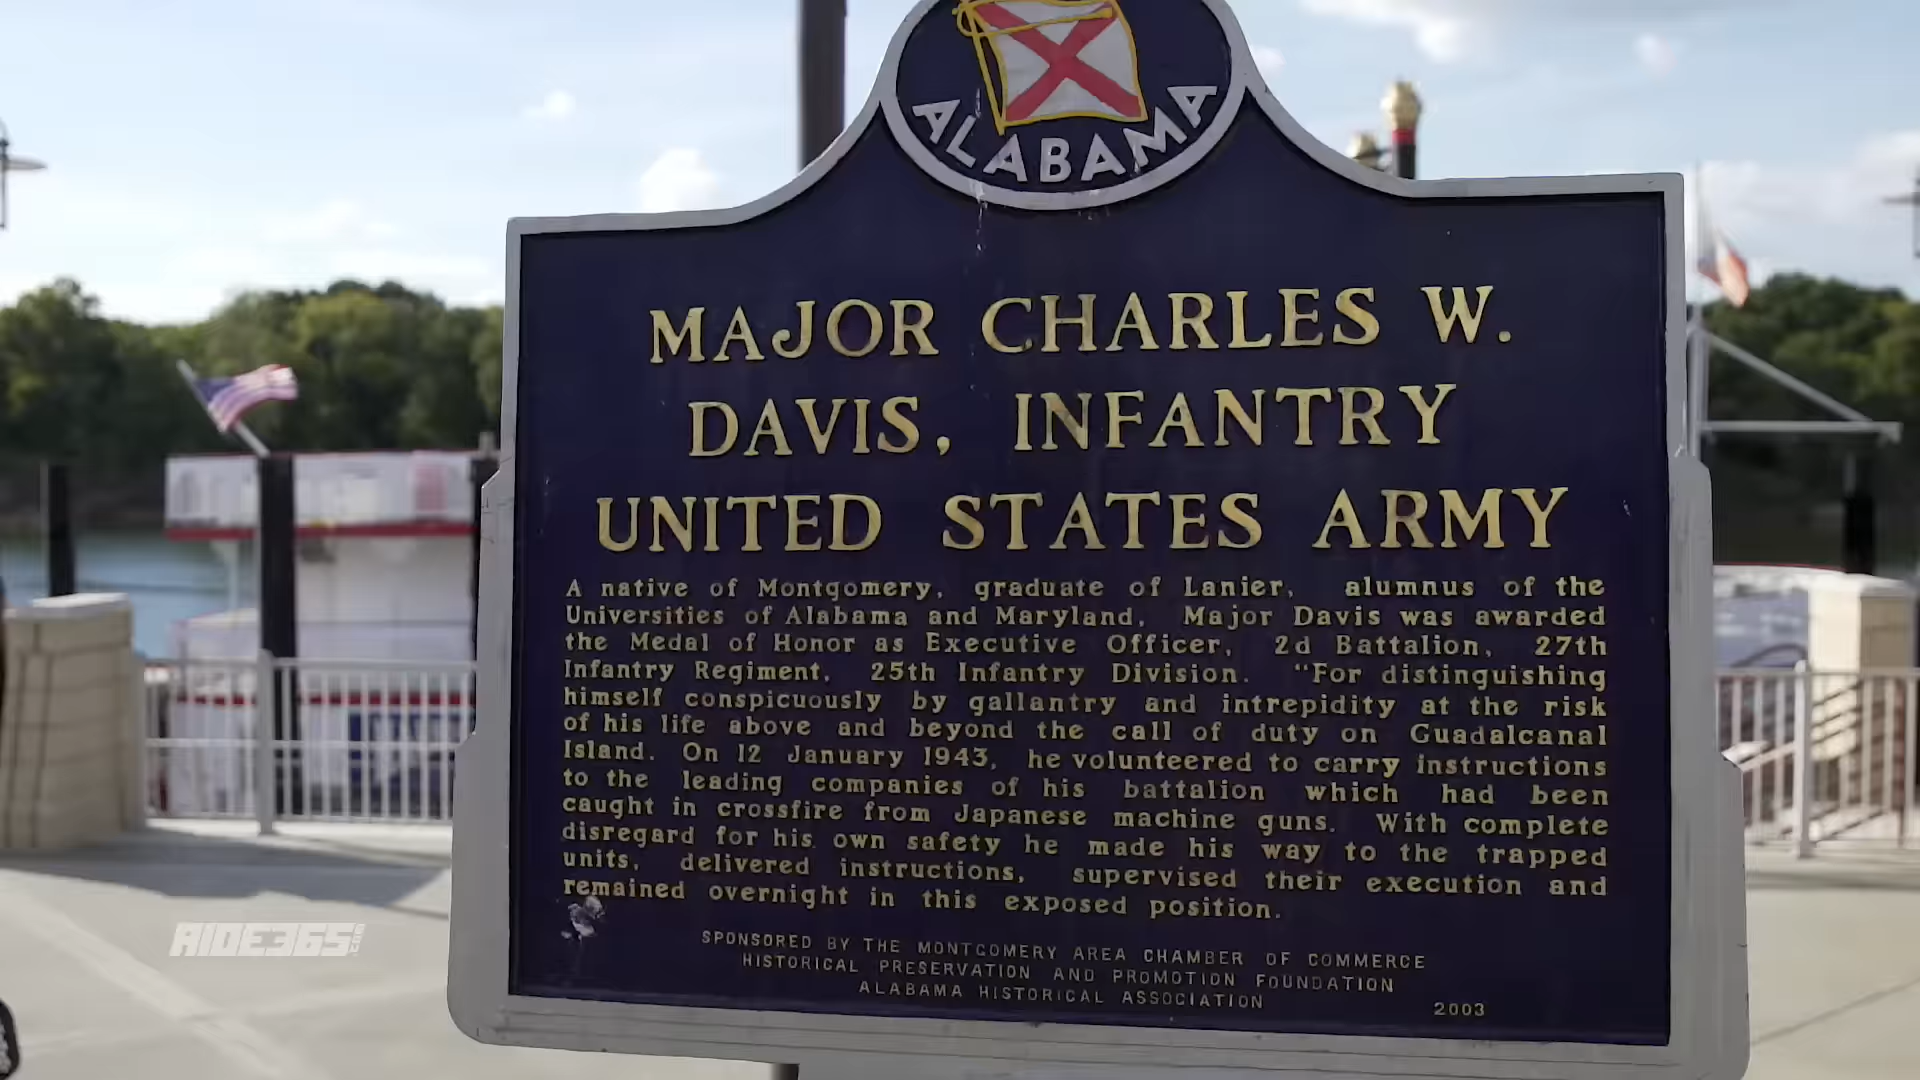 ALABAMA
MAJOR CHARLES W.
DAVIS, INFANTRY
UNITED STATES ARMY
A native of Montgomery, graduate of Lanier, alumnus of the
Universities of Alabama and Maryland, Major Davis was awarded
the Medal of Honor as Executive Officer, 2d Battalion, 27th
Infantry Regiment, 25th Infantry Division. "For distinguishing
himself conspicuously by gallantry and intrepidity at the risk
of his life above and beyond the call of duty on Guadalcanal
Island. On 12 January 1943, he volunteered to carry instructions
to the leading companies of his battalion which had been
caught in crossfire from Japanese machine guns. With complete
disregard for his own safety he made his way to the trapped
units, delivered instructions, supervised their execution and
remained overnight in this exposed position.
SPONSORED BY THE MONTGOMERY AREA CHAMBER OF COMMERCE
HISTORICAL PRESERVATION AND PROMOTION FOUNDATION
ALABAMA HISTORICAL ASSOCIATION
2003
RIDE365.COM